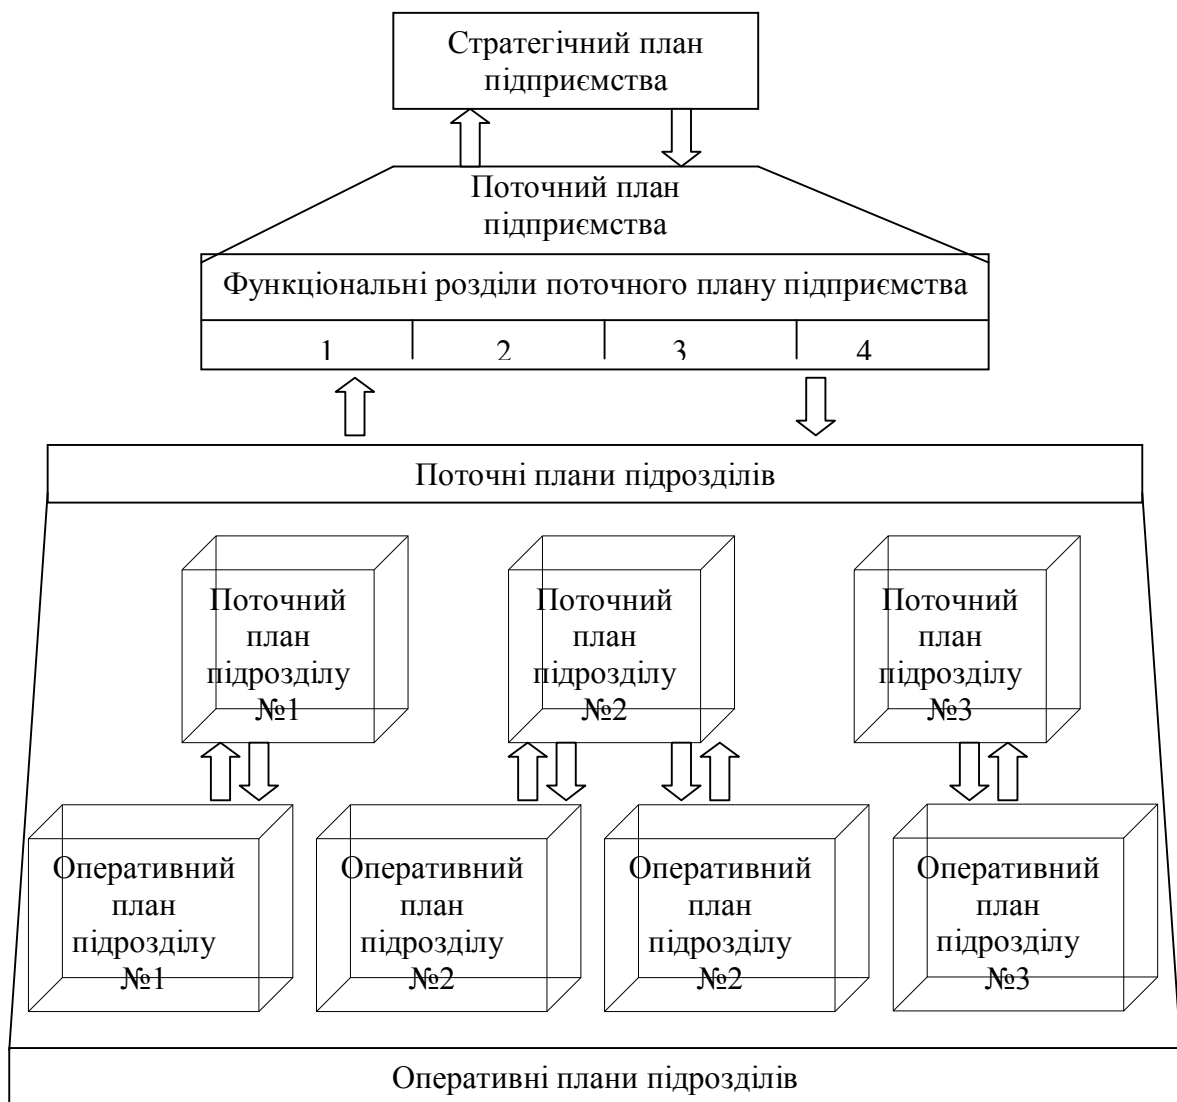 Стратегічний план
підприємства
Поточний план
підприємства
Функціональні розділи поточного плану підприємства
1 2 3 4
Поточні плани підрозділів
Поточний
план
підрозділу
№1
Поточний
план
підрозділу
№2
Поточний
план
підрозділу
№3
Оперативний
план
підрозділу
№1
Оперативний
план
підрозділу
№2
Оперативний
план
підрозділу
№2
Оперативний
план
підрозділу
№3
Оперативні плани підрозділів